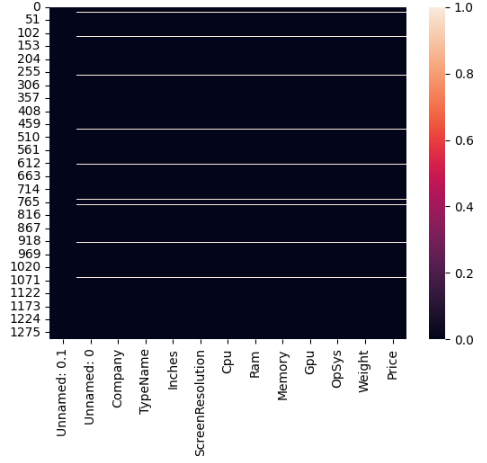 0
51
102
153
204
255
306
357
408
459
510
561
612
663
714
765
816
867
918
969
1020
1071
1122
1173
1224
1275
Unnamed: 0.1
Unnamed: 0
Company
TypeName
Inches
ScreenResolution
Cpu
Ram
Memory
Gpu
OpSys
Weight
Price
1.0
0.8
0.6
0.4
0.2
0.0